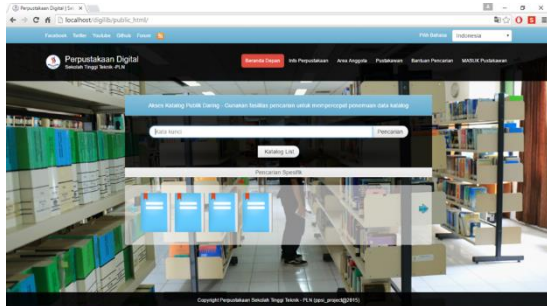 Perpustakaan Digital | Se
localhost/digilib/public_html/
Facebook Twitter Youtube Github Forum
Pilih Bahasa Indonesia
Perpustakaan Digital
Sekolah Tinggi Teknik -PLN
Beranda Depan Info Perpustakaan Area Anggota Pustakawan Bantuan Pencarian MASUK Pustakawan
Akses Katalog Publik Daring - Gunakan fasilitas pencarian untuk mempercepat penemuan data katalog
Kata Kunci Pencarian
Katalog List
Pencarian Spesifik
Copyright Perpustakaan Sekolah Tinggi Teknik - PLN [ppsi_project@2015]